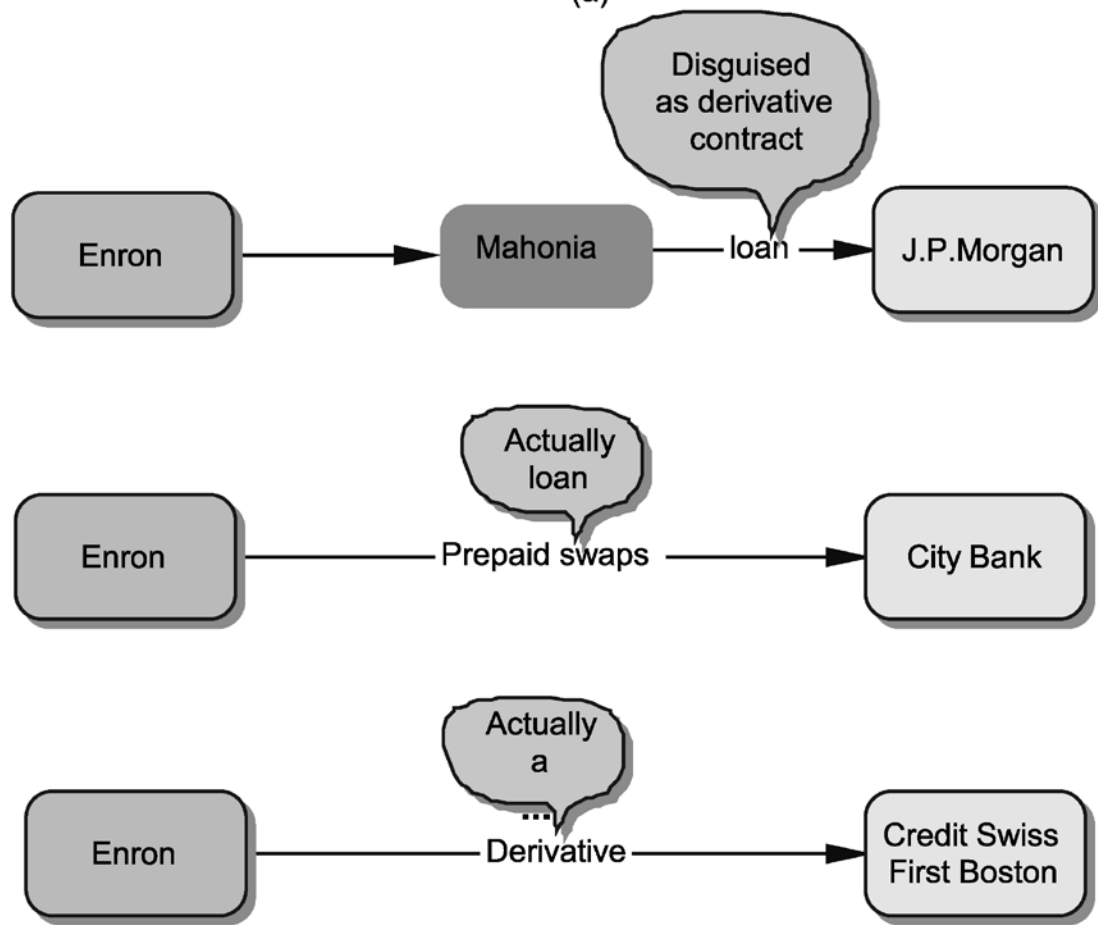 (a)
Disguised
as derivative
contract
Enron
Mahonia
loan
J.P.Morgan
Actually
loan
Enron
Prepaid swaps
City Bank
Actually
a
...
Enron
Derivative
Credit Swiss
First Boston